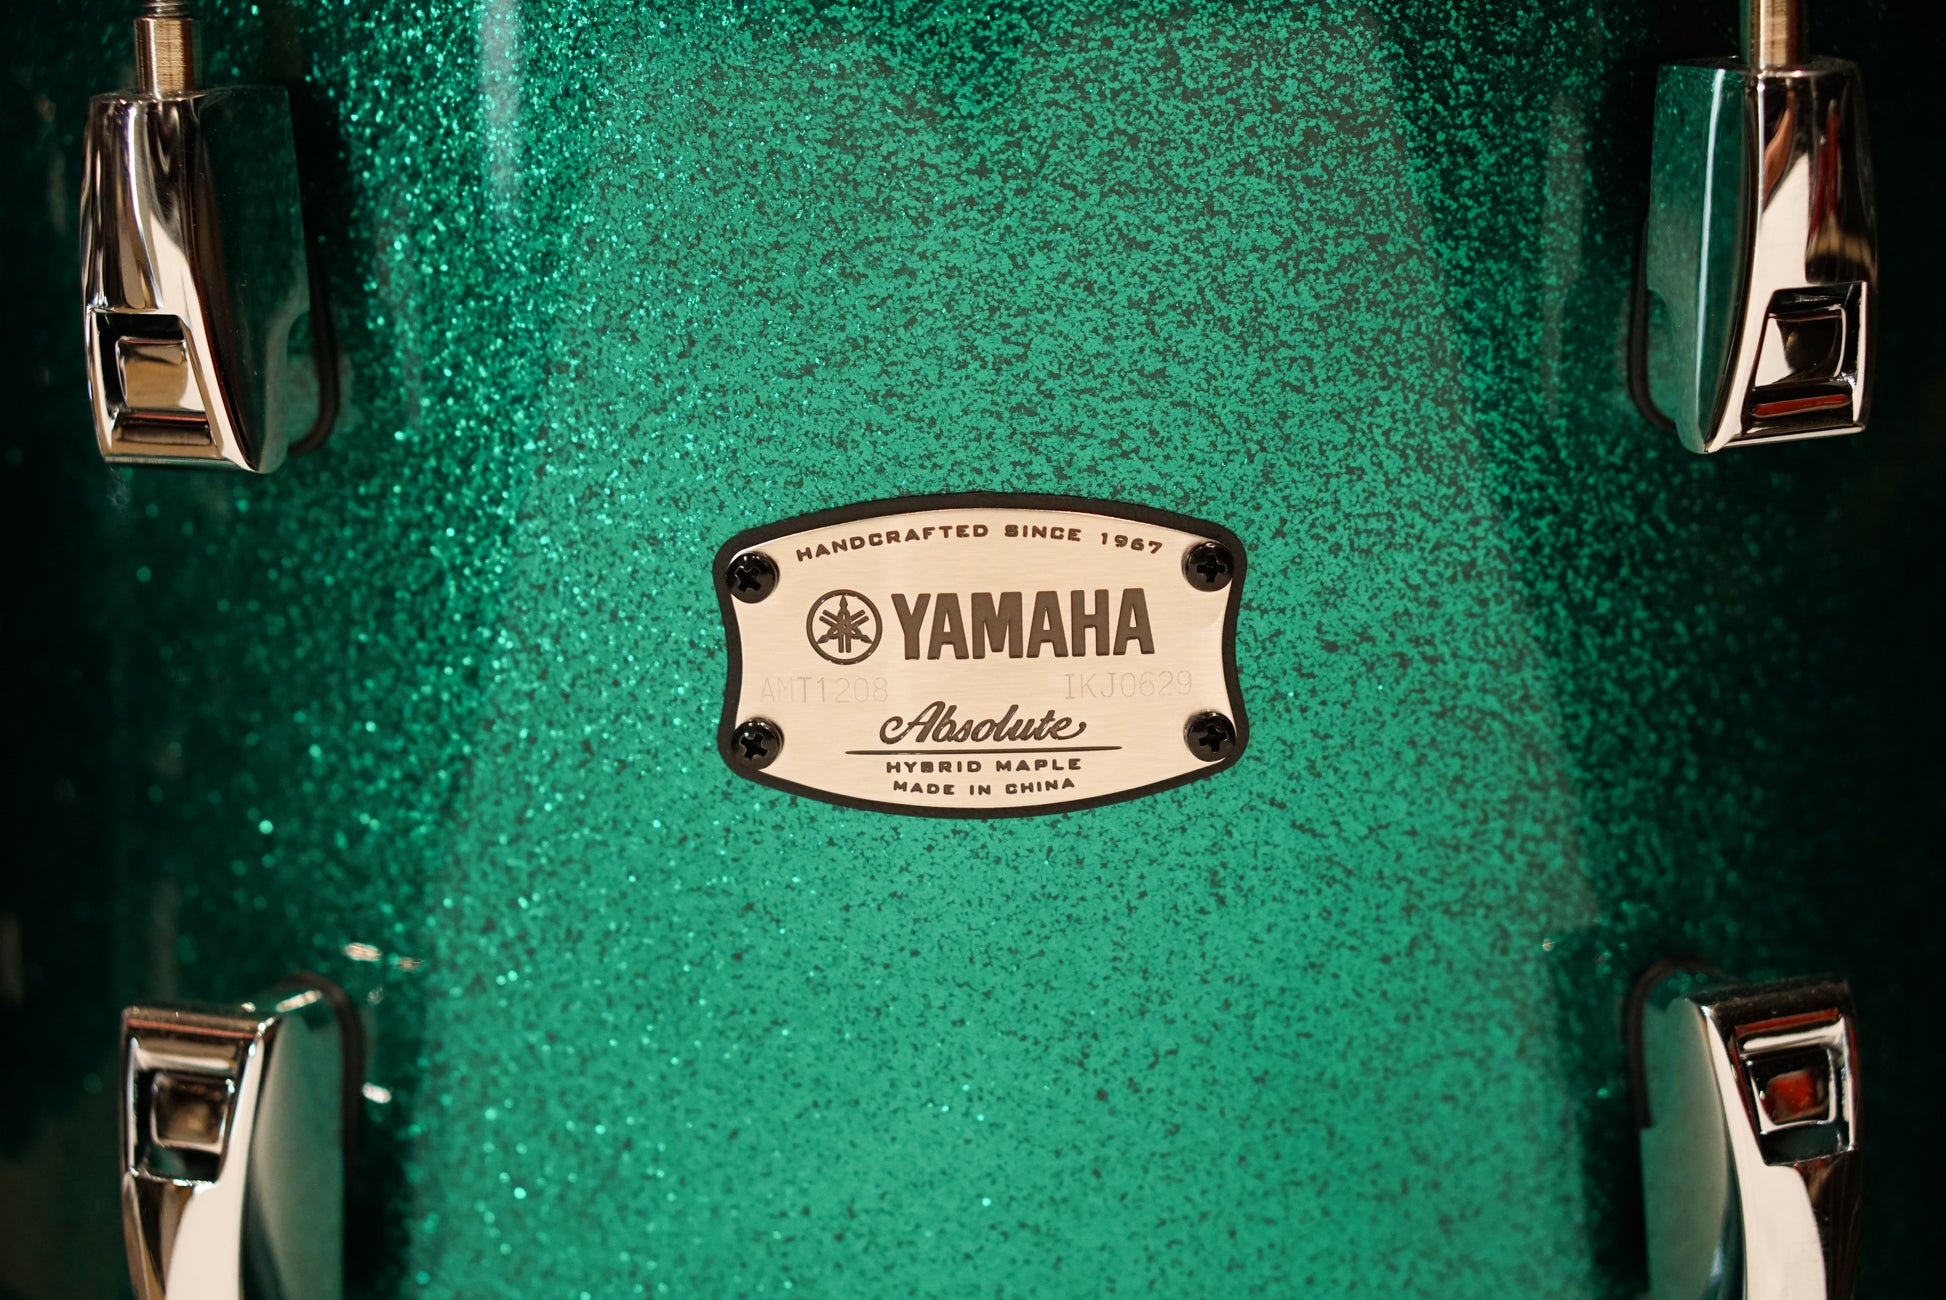 HANDCRAFTED SINCE 1967
YAMAHA
AMT1208 IKJ0629
Absolute
HYBRID MAPLE
MADE IN CHINA